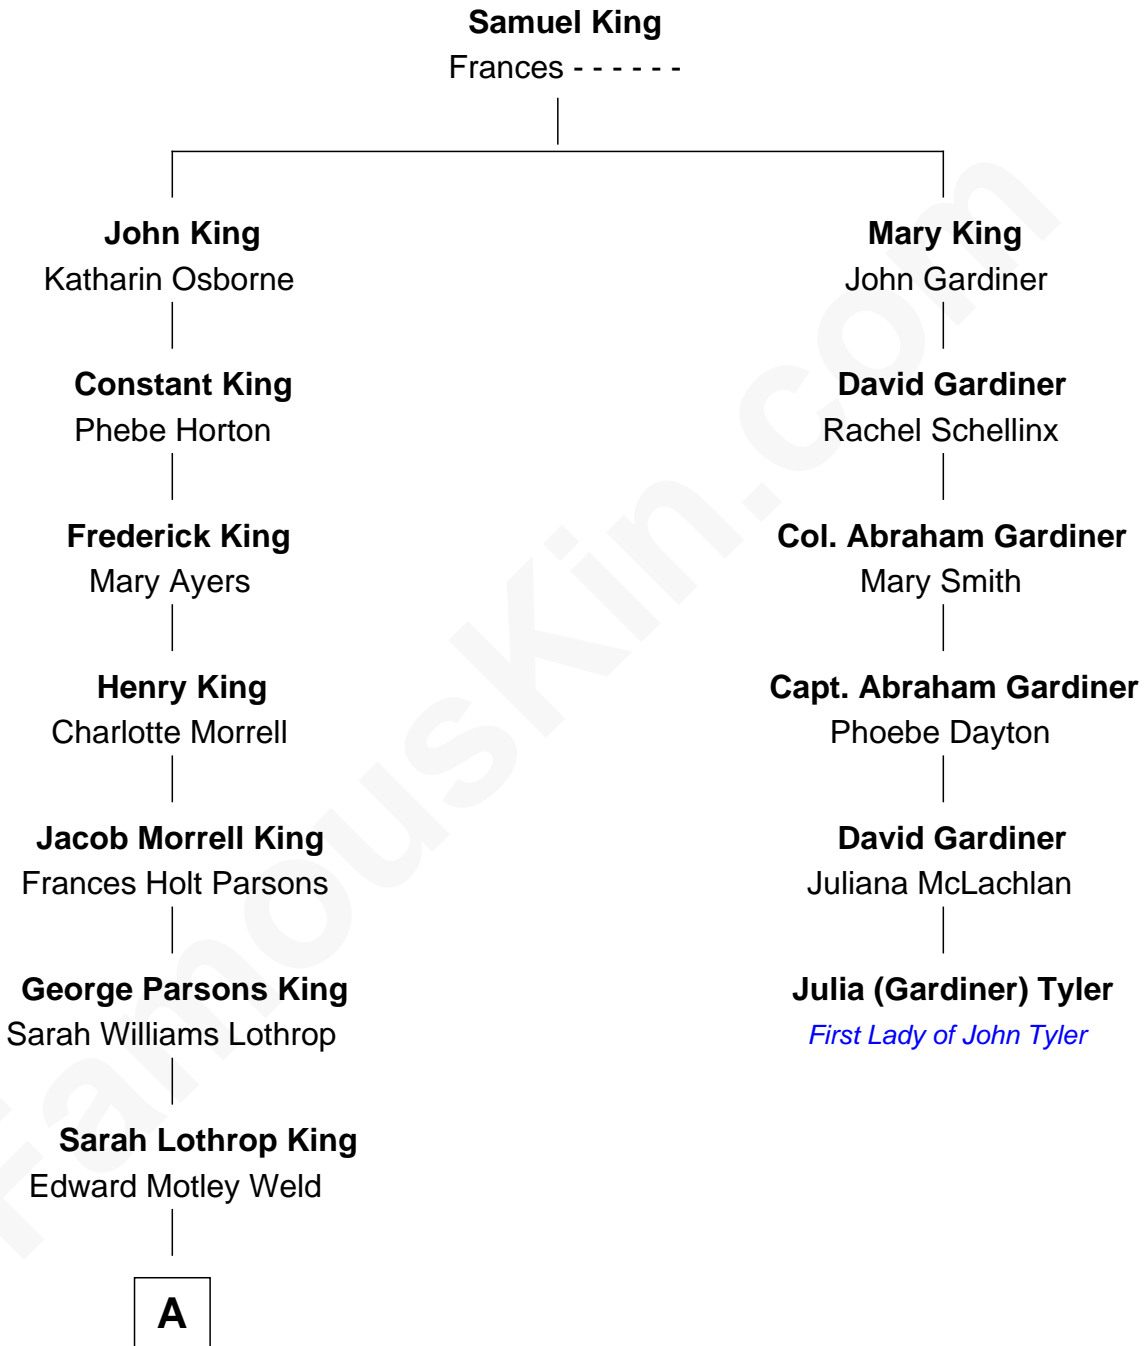 Samuel King
Frances - - - - - -
John King
Katharin Osborne
Constant King
Phebe Horton
Frederick King
Mary Ayers
Henry King
Charlotte Morrell
Jacob Morrell King
Frances Holt Parsons
George Parsons King
Sarah Williams Lothrop
Sarah Lothrop King
Edward Motley Weld
A
Mary King
John Gardiner
David Gardiner
Rachel Schellinx
Col. Abraham Gardiner
Mary Smith
Capt. Abraham Gardiner
Phoebe Dayton
David Gardiner
Juliana McLachlan
Julia (Gardiner) Tyler
First Lady of John Tyler
FamousKin.com